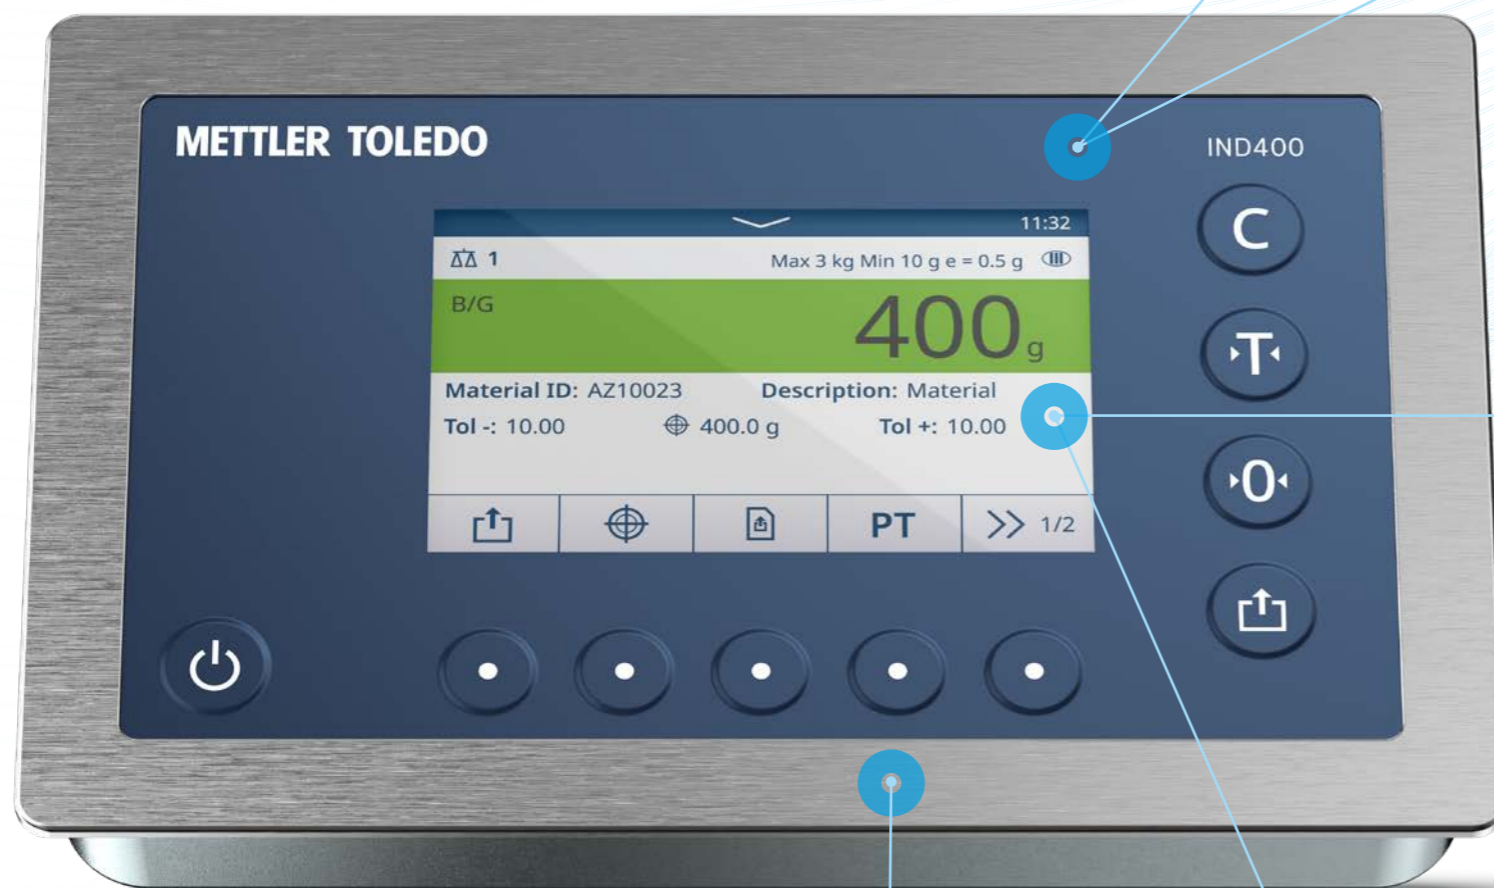 METTLER TOLEDO
IND400
11:32
1
Max 3 kg Min 10 g e = 0.5 g III
B/G
400 g
Material ID: AZ10023 Description: Material
Tol -: 10.00 400.0 g Tol +: 10.00
PT 1/2
C
T
0